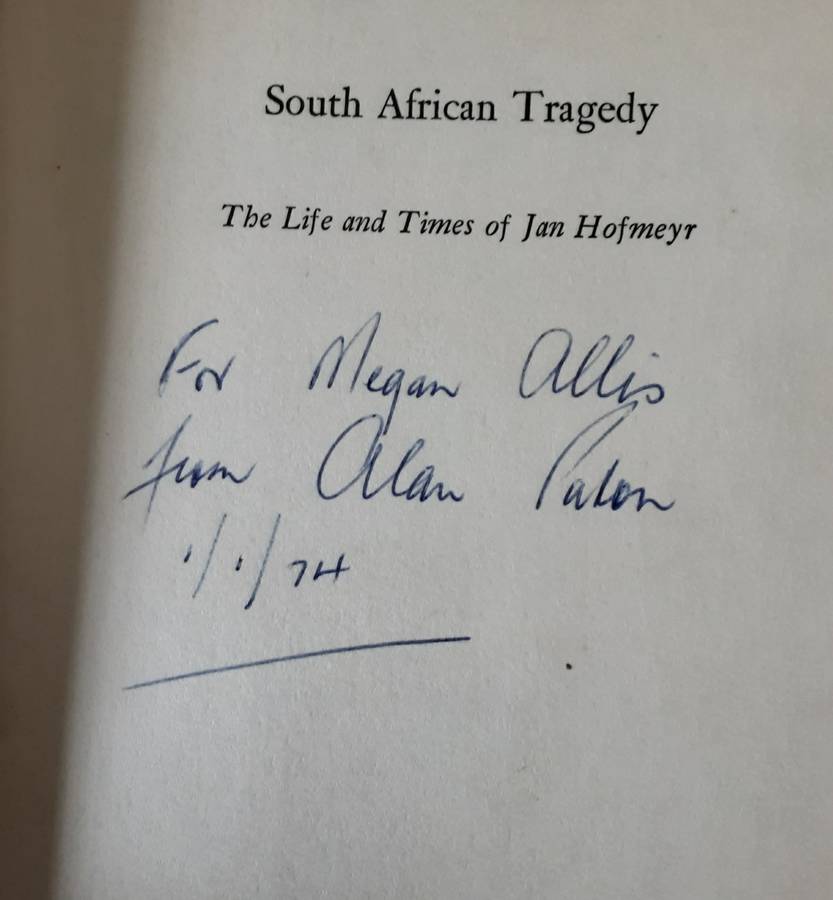 South African Tragedy
The Life and Times of Jan Hofmeyr
For Megan Allis
from Alan Paton
1/1/74